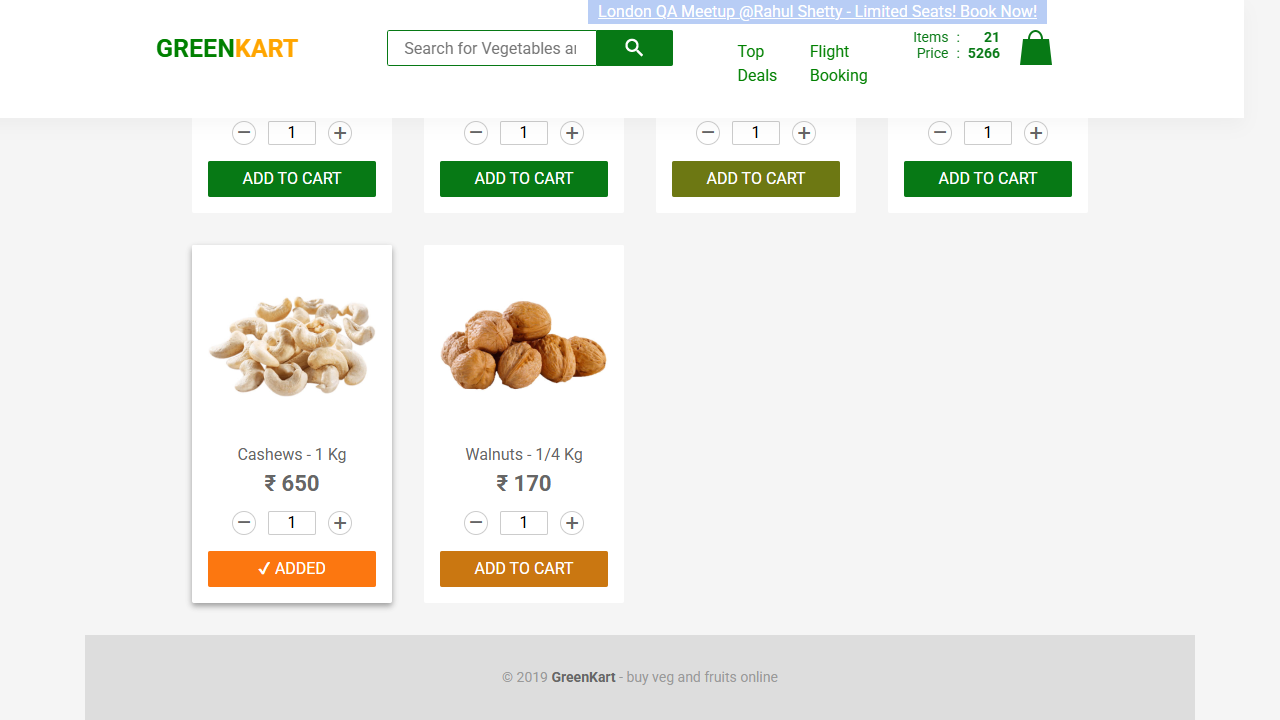 London QA Meetup @Rahul Shetty - Limited Seats! Book Now!
GREENKART
Search for Vegetables an
Top Deals
Flight Booking
Items : 21
Price : 5266
− 1 + − 1 + − 1 + − 1 +
ADD TO CART ADD TO CART ADD TO CART ADD TO CART
Cashews - 1 Kg
₹ 650
− 1 +
✓ ADDED
Walnuts - 1/4 Kg
₹ 170
− 1 +
ADD TO CART
© 2019 GreenKart - buy veg and fruits online